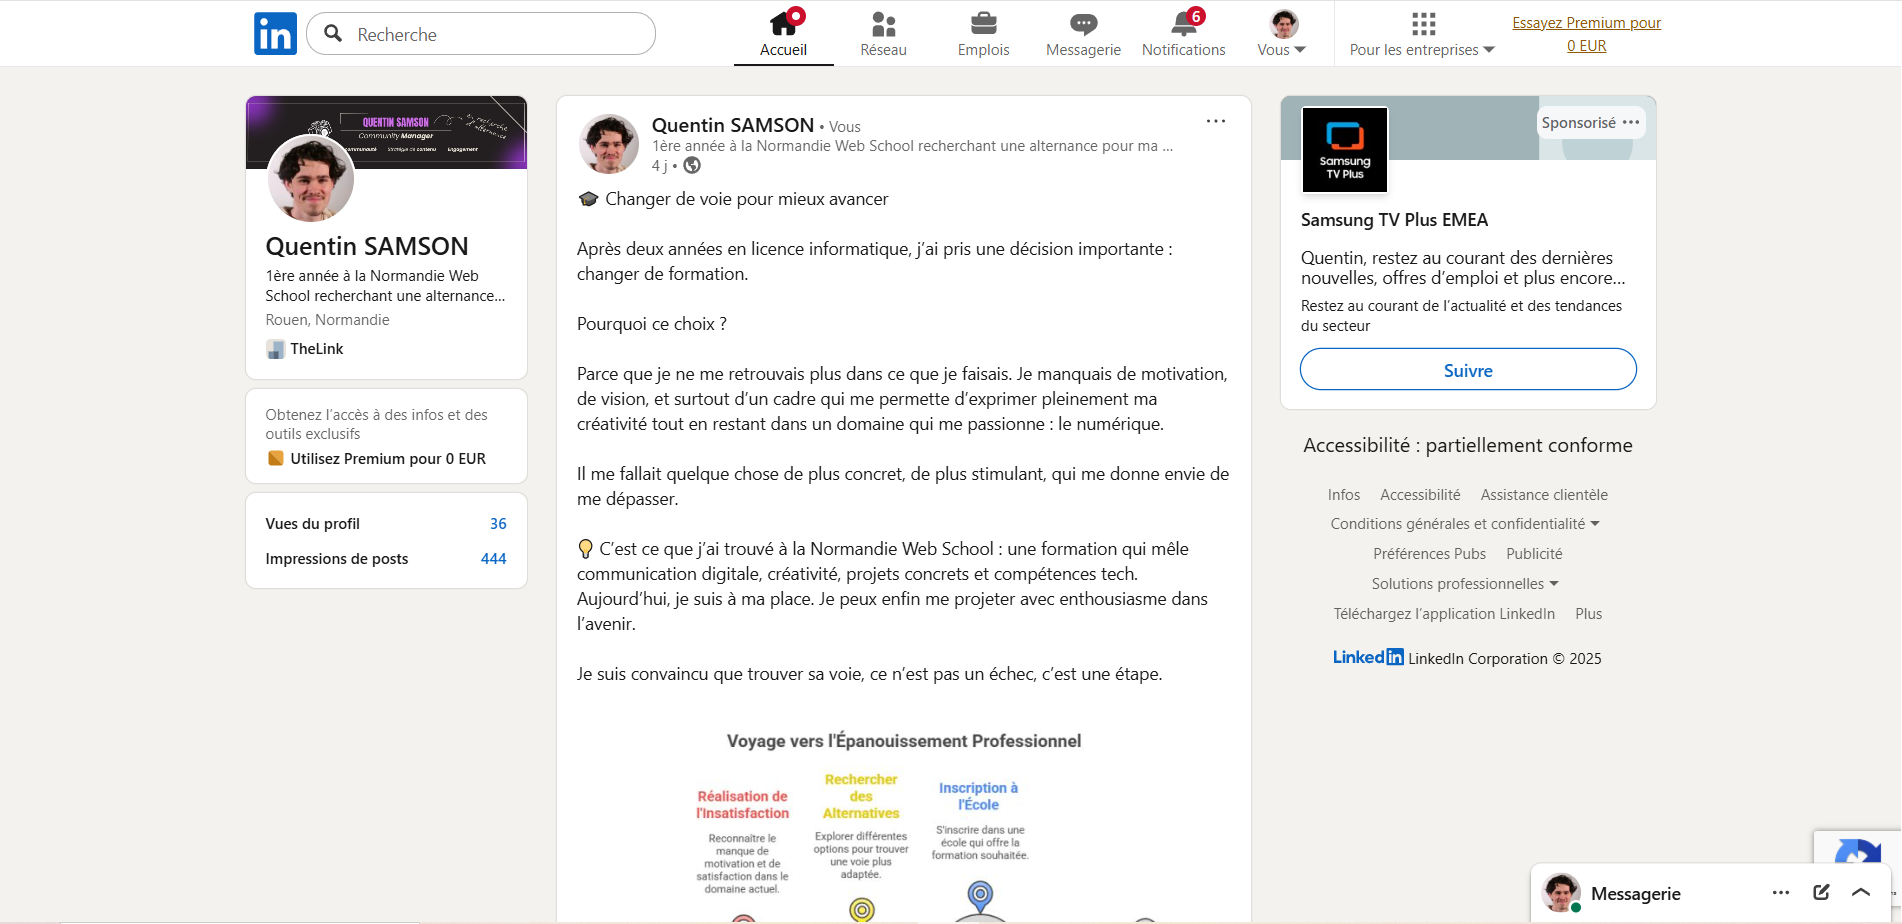 in
Recherche
Accueil
Réseau
Emplois
Messagerie
6
Notifications
Vous
Pour les entreprises
Essayez Premium pour
0 EUR
QUENTIN SAMSON
Community Manager
Stratégie de contenu
Engagement
Quentin SAMSON
1ère année à la Normandie Web
School recherchant une alternance...
Rouen, Normandie
TheLink
Obtenez l'accès à des infos et des
outils exclusifs
Utilisez Premium pour 0 EUR
Vues du profil 36
Impressions de posts 444
Quentin SAMSON • Vous
1ère année à la Normandie Web School recherchant une alternance pour ma ...
4 j •
🎓 Changer de voie pour mieux avancer
Après deux années en licence informatique, j'ai pris une décision importante :
changer de formation.
Pourquoi ce choix ?
Parce que je ne me retrouvais plus dans ce que je faisais. Je manquais de motivation,
de vision, et surtout d'un cadre qui me permette d'exprimer pleinement ma
créativité tout en restant dans un domaine qui me passionne : le numérique.
Il me fallait quelque chose de plus concret, de plus stimulant, qui me donne envie de
me dépasser.
💡 C'est ce que j'ai trouvé à la Normandie Web School : une formation qui mêle
communication digitale, créativité, projets concrets et compétences tech.
Aujourd'hui, je suis à ma place. Je peux enfin me projeter avec enthousiasme dans
l'avenir.
Je suis convaincu que trouver sa voie, ce n'est pas un échec, c'est une étape.
Voyage vers l'Épanouissement Professionnel
Réalisation de
l'Insatisfaction
Reconnaître le
manque de
motivation et de
satisfaction dans le
domaine actuel.
Rechercher
des
Alternatives
Explorer différentes
options pour trouver
une voie plus
adaptée.
Inscription à
l'École
S'inscrire dans une
école qui offre la
formation souhaitée.
Sponsorisé
Samsung
TV Plus
Samsung TV Plus EMEA
Quentin, restez au courant des dernières
nouvelles, offres d'emploi et plus encore...
Restez au courant de l'actualité et des tendances
du secteur
Suivre
Accessibilité : partiellement conforme
Infos Accessibilité Assistance clientèle
Conditions générales et confidentialité
Préférences Pubs Publicité
Solutions professionnelles
Téléchargez l'application LinkedIn Plus
LinkedIn LinkedIn Corporation © 2025
Messagerie